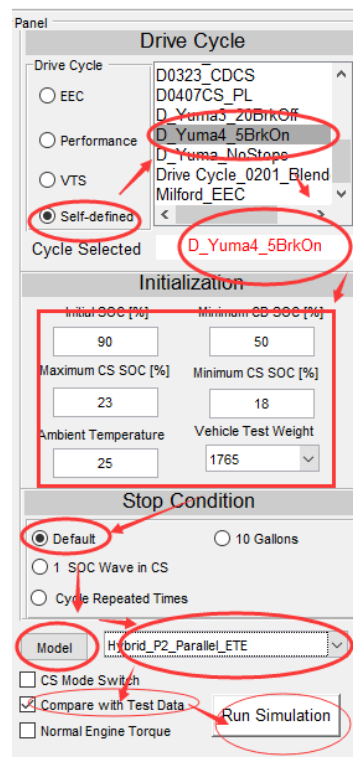 Panel
Drive Cycle
Drive Cycle
EEC
Performance
VTS
Self-defined
D0323_CDCS
D0407CS_PL
D_Yuma3_20BrkOff
D_Yuma4_5BrkOn
D_Yuma_NoStops
Drive Cycle_0201_Blend
Milford_EEC
Cycle Selected
D_Yuma4_5BrkOn
Initialization
Initial SOC [%] Minimum CD SOC [%]
90 50
Maximum CS SOC [%] Minimum CS SOC [%]
23 18
Ambient Temperature Vehicle Test Weight
25 1765
Stop Condition
Default 10 Gallons
1 SOC Wave in CS
Cycle Repeated Times
Model Hybrid_P2_Parallel_ETE
CS Mode Switch
Compare with Test Data
Normal Engine Torque
Run Simulation